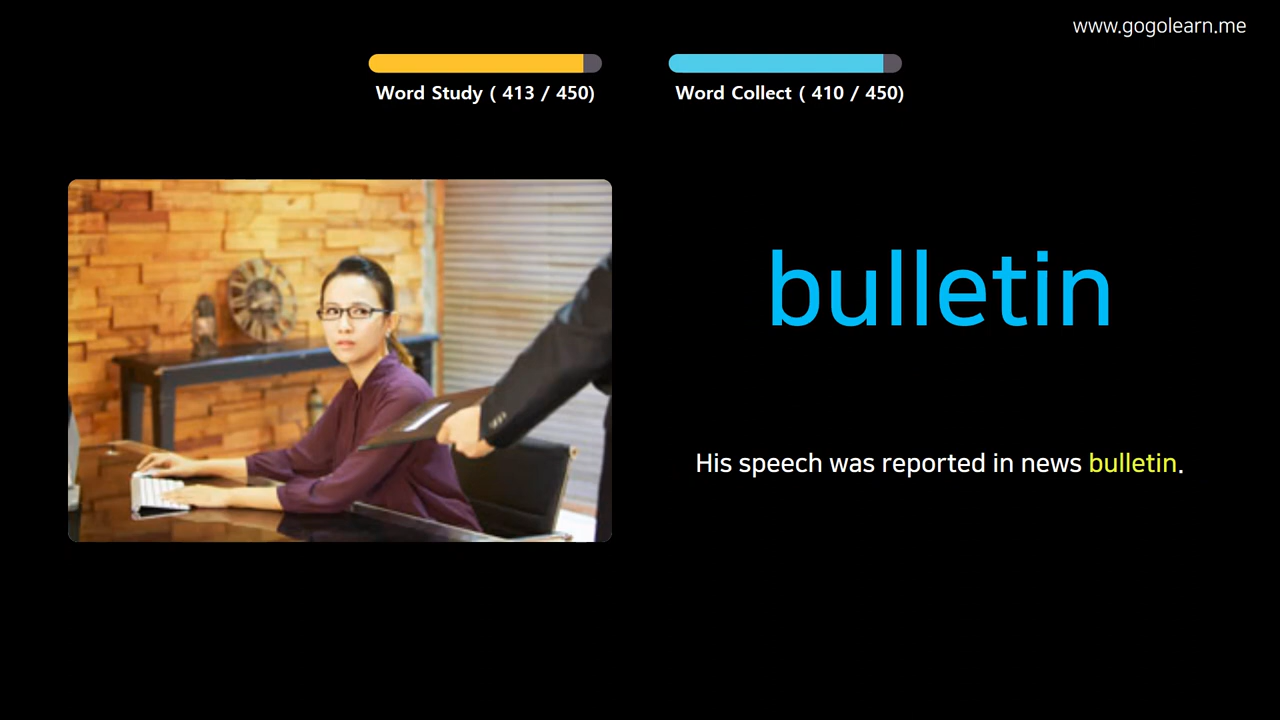 www.gogolearn.me
Word Study ( 413 / 450)
Word Collect ( 410 / 450)
bulletin
His speech was reported in news bulletin.